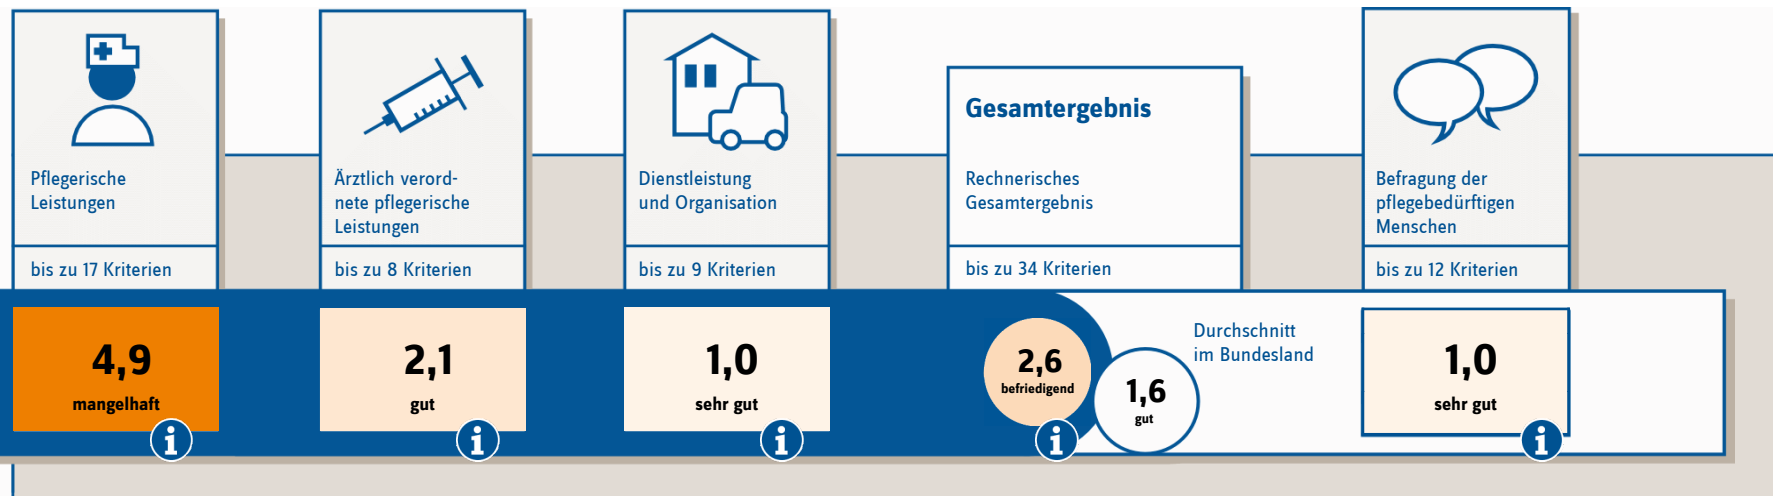 Pflegerische
Leistungen
bis zu 17 Kriterien
4,9
mangelhaft
i
Ärztlich verord-
nete pflegerische
Leistungen
bis zu 8 Kriterien
2,1
gut
i
Dienstleistung
und Organisation
bis zu 9 Kriterien
1,0
sehr gut
i
Gesamtergebnis
Rechnerisches
Gesamtergebnis
bis zu 34 Kriterien
2,6
befriedigend
i
1,6
gut
Durchschnitt
im Bundesland
Befragung der
pflegebedürftigen
Menschen
bis zu 12 Kriterien
1,0
sehr gut
i